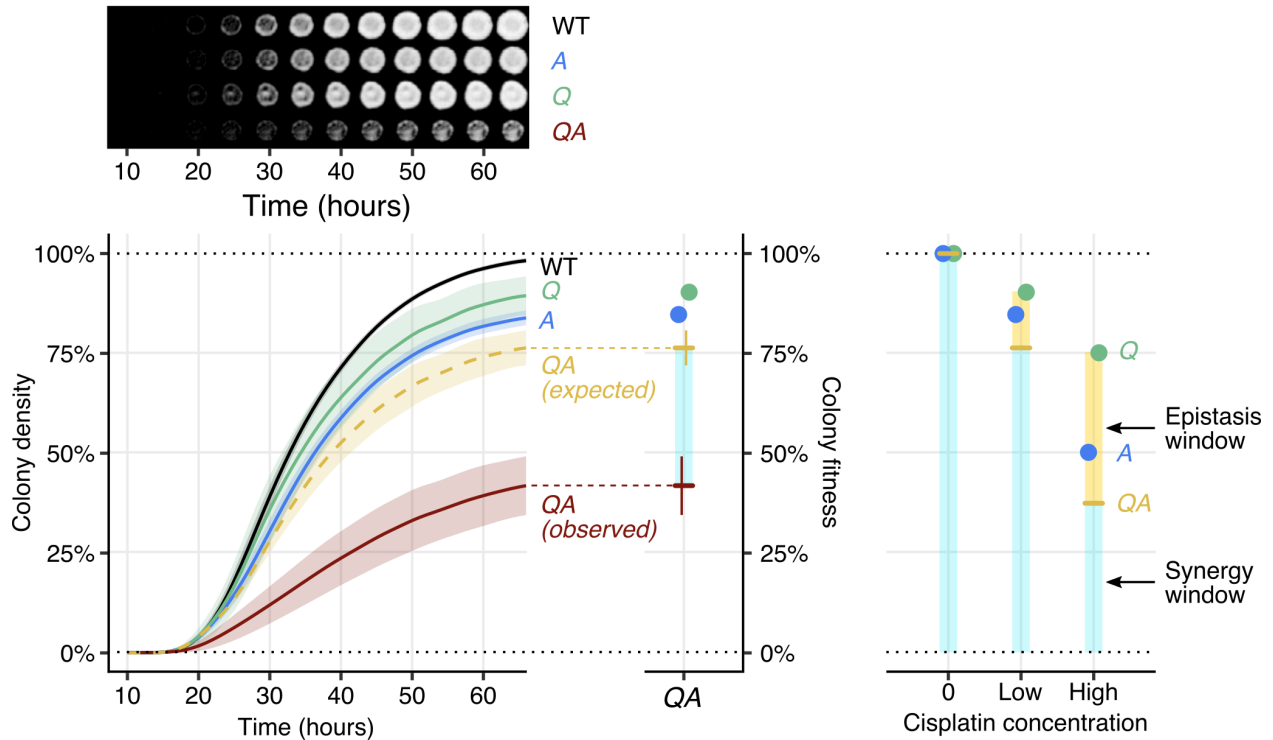 WT
A
Q
QA
10 20 30 40 50 60
Time (hours)
Colony density
100%
75%
50%
25%
0%
WT
Q
A
QA
(expected)
QA
(observed)
10 20 30 40 50 60
Time (hours)
QA
100%
75%
50%
25%
0%
Colony fitness
Q
A
QA
Epistasis
window
Synergy
window
0 Low High
Cisplatin concentration